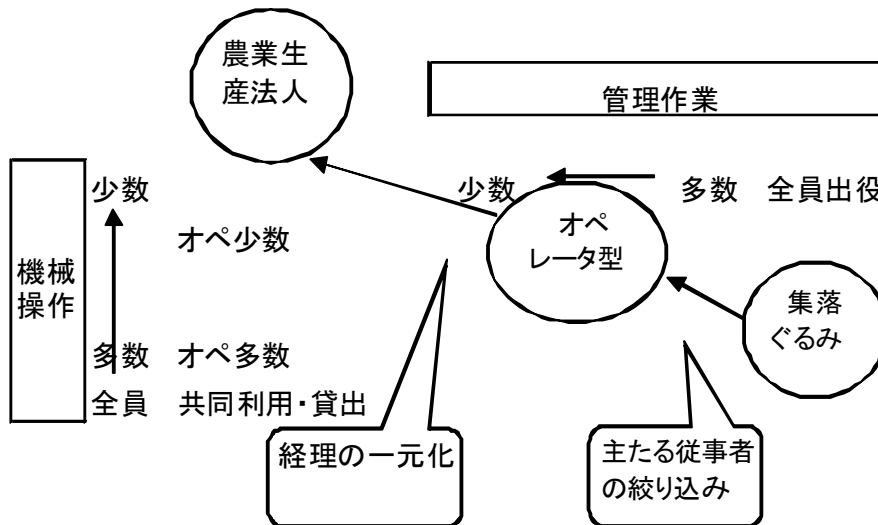 農業生
産法人
管理作業
少数
少数
多数 全員出役
オペ少数
オペ
レータ型
機械
操作
集落
ぐるみ
多数 オペ多数
全員 共同利用・貸出
経理の一元化
主たる従事者
の絞り込み